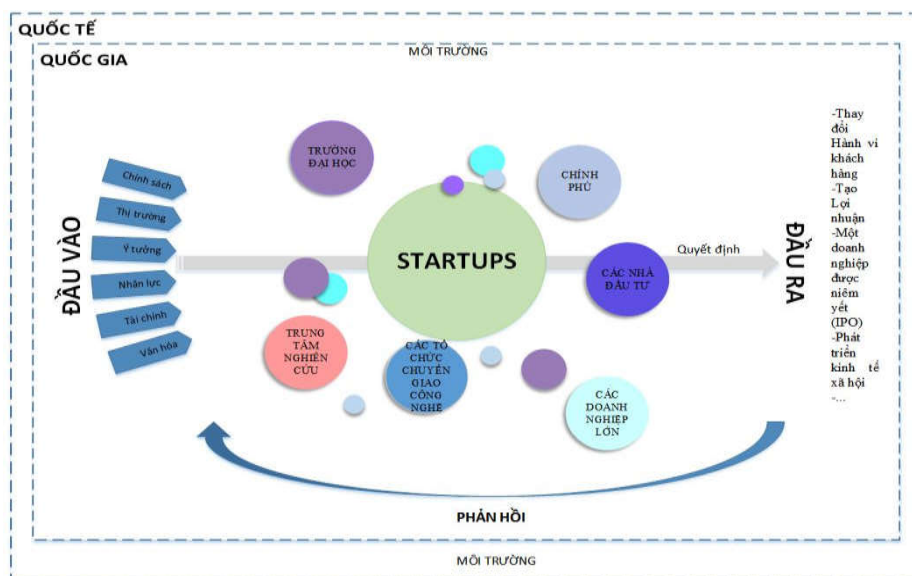 QUỐC TẾ
MÔI TRƯỜNG
QUỐC GIA
ĐẦU VÀO
Chính sách
Thị trường
Ý tưởng
Nhân lực
Tài chính
Văn hóa
TRƯỜNG
ĐẠI HỌC
CHÍNH
PHỦ
STARTUPS
CÁC NHÀ
ĐẦU TƯ
TRUNG
TÂM
NGHIÊN
CỨU
CÁC TỔ
CHỨC
CHUYỂN
GIAO
CÔNG
NGHỆ
CÁC
DOANH
NGHIỆP
LỚN
Quyết định
ĐẦU RA
-Thay
đổi
Hành vi
khách
hàng
-Tạo
Lợi
nhuận
-Một
doanh
nghiệp
được
niêm
yết
(IPO)
-Phát
triển
kinh tế
xã hội
-...
PHẢN HỒI
MÔI TRƯỜNG